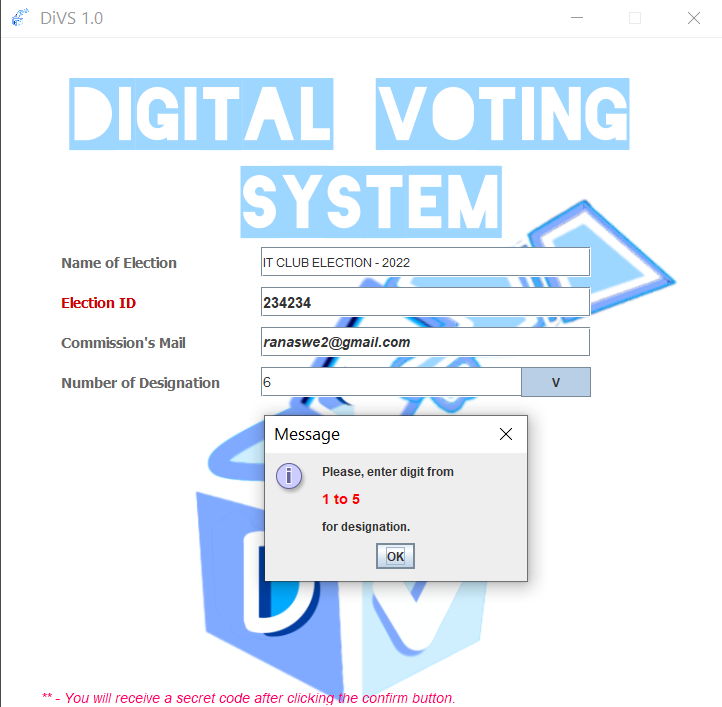 DiVS 1.0
DIGITAL VOTING
SYSTEM
Name of Election IT CLUB ELECTION - 2022
Election ID 234234
Commission's Mail ranaswe2@gmail.com
Number of Designation 6 V
Message
i
Please, enter digit from
1 to 5
for designation.
OK
D V
** - You will receive a secret code after clicking the confirm button.